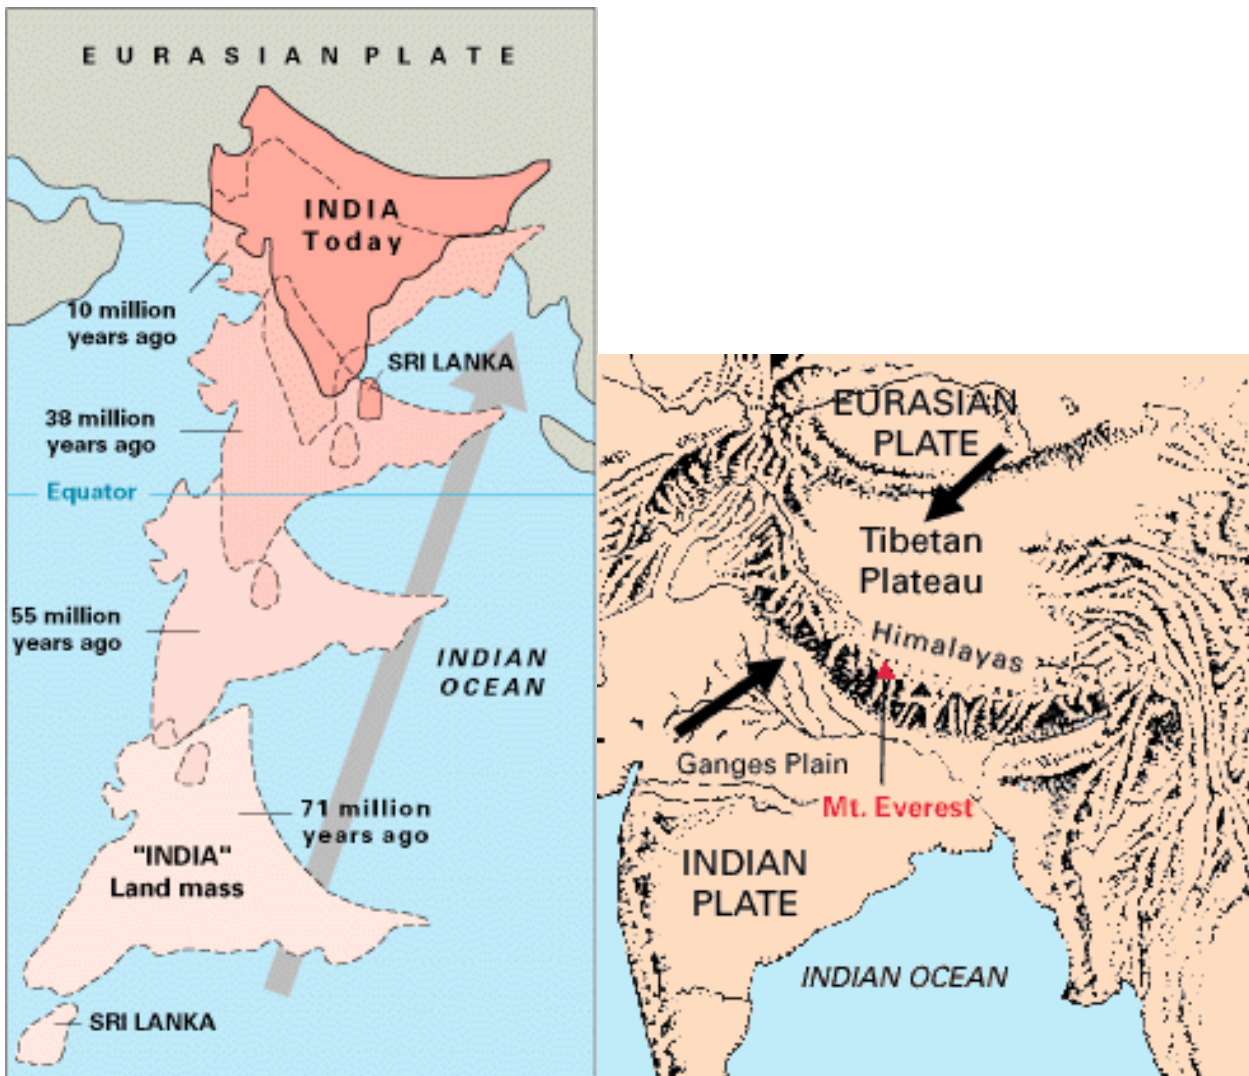 EURASIAN PLATE
INDIA
Today
10 million
years ago
SRI LANKA
38 million
years ago
Equator
55 million
years ago
INDIAN
OCEAN
71 million
years ago
"INDIA"
Land mass
SRI LANKA
EURASIAN
PLATE
Tibetan
Plateau
Himalayas
Ganges Plain
Mt. Everest
INDIAN
PLATE
INDIAN OCEAN